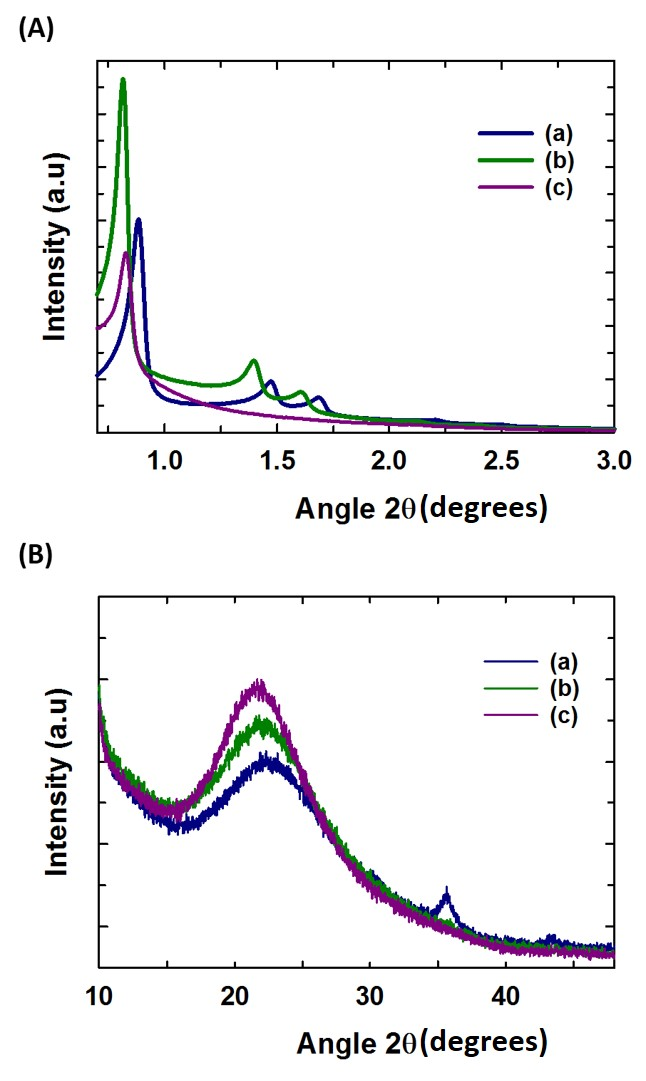 (A)
Intensity (a.u)
(a)
(b)
(c)
1.0 1.5 2.0 2.5 3.0
Angle 2θ (degrees)
(B)
Intensity (a.u)
(a)
(b)
(c)
10 20 30 40
Angle 2θ (degrees)